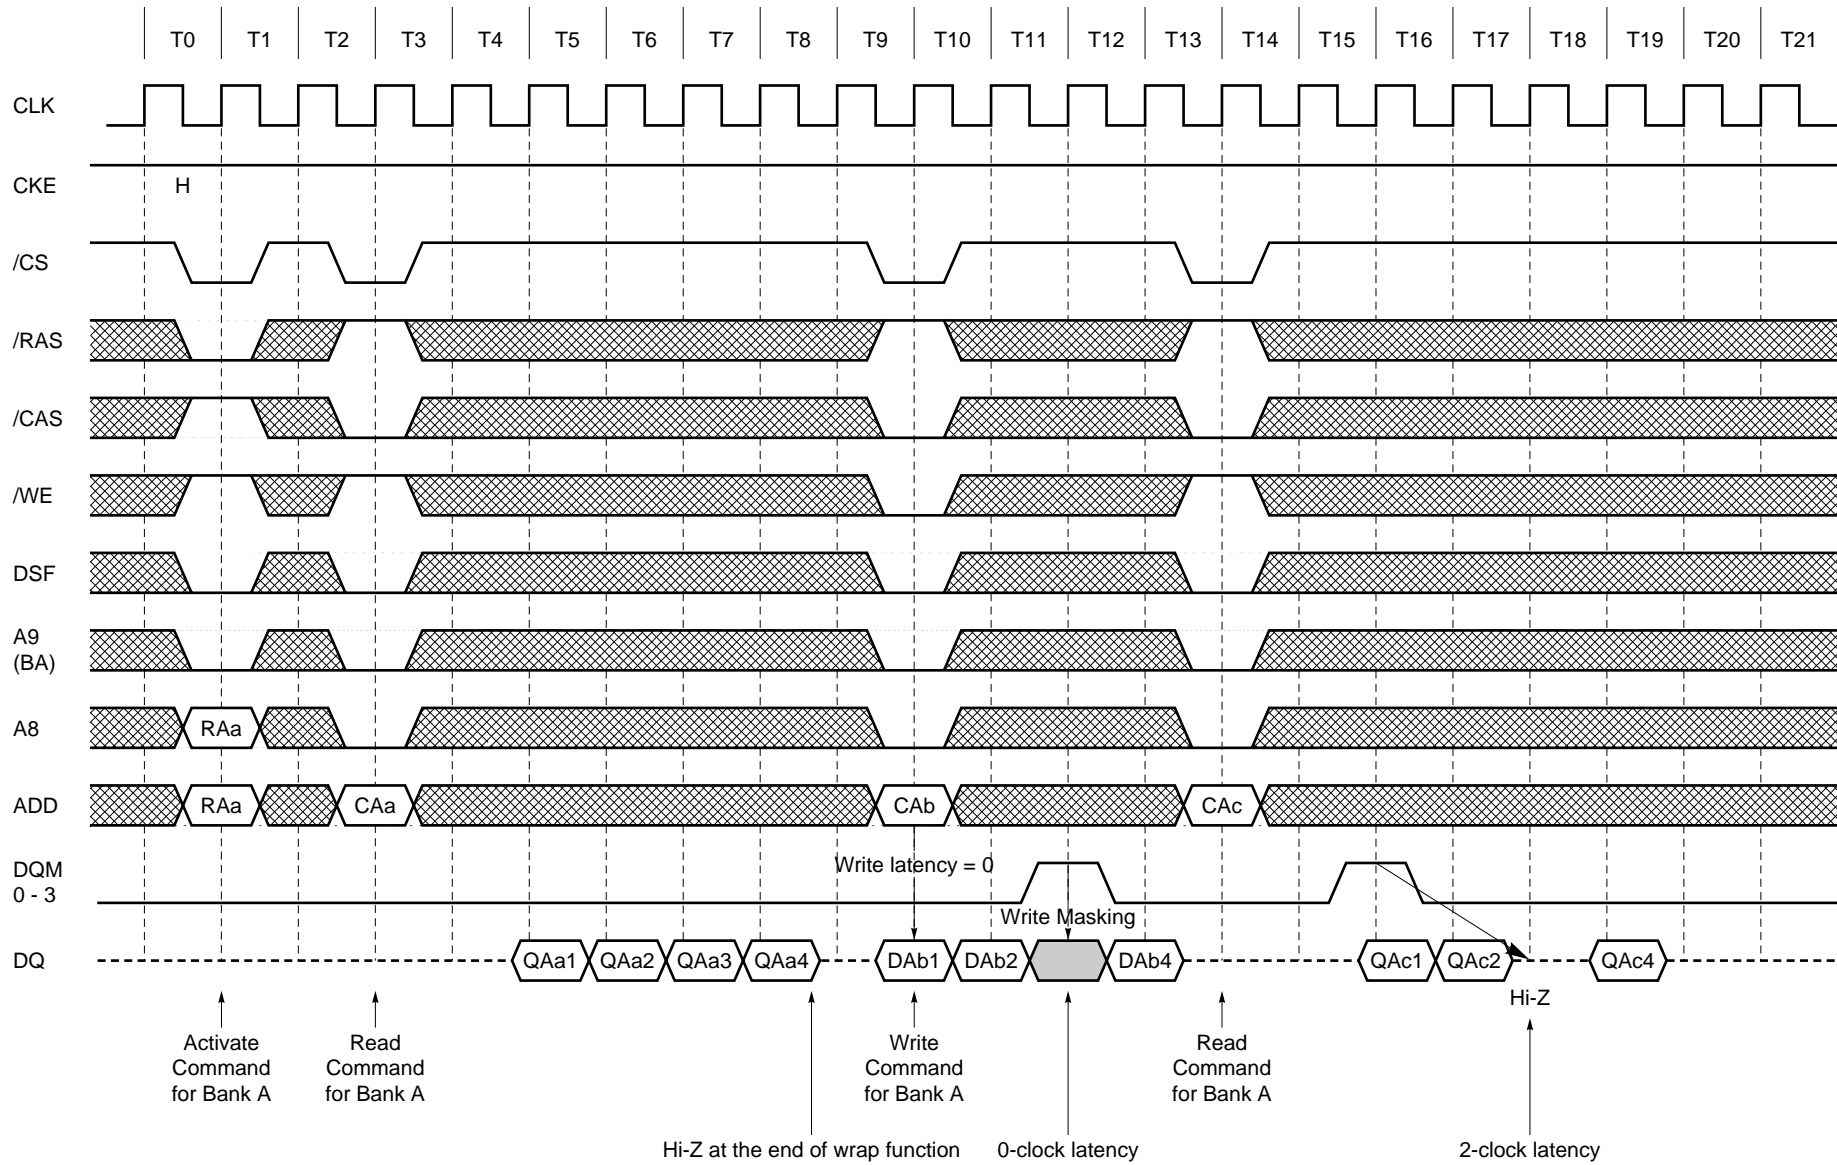 T0 T1 T2 T3 T4 T5 T6 T7 T8 T9 T10 T11 T12 T13 T14 T15 T16 T17 T18 T19 T20 T21
CLK
CKE H
/CS
/RAS
/CAS
/WE
DSF
A9
(BA)
A8 RAa
ADD RAa CAa CAb CAc
DQM
0 - 3
Write latency = 0
Write Masking
DQ QAa1 QAa2 QAa3 QAa4 DAb1 DAb2 DAb4 QAc1 QAc2 QAc4
Hi-Z
Activate
Command
for Bank A
Read
Command
for Bank A
Write
Command
for Bank A
Read
Command
for Bank A
Hi-Z at the end of wrap function
0-clock latency
2-clock latency